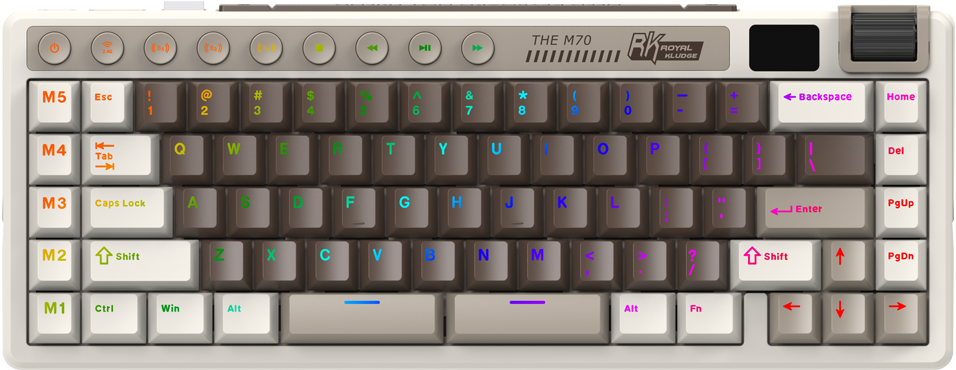 THE M70 RK ROYAL
KLUDGE
M5 Esc ! @ # $ % ^ & * ( ) - + Backspace Home
1 2 3 4 5 6 7 8 9 0 - =
M4 Tab Q W E R T Y U I O P { } | Del
[ ] \
M3 Caps Lock A S D F G H J K L : " Enter PgUp
; '
M2 Shift Z X C V B N M < > ? Shift PgDn
, . /
M1 Ctrl Win Alt Alt Fn